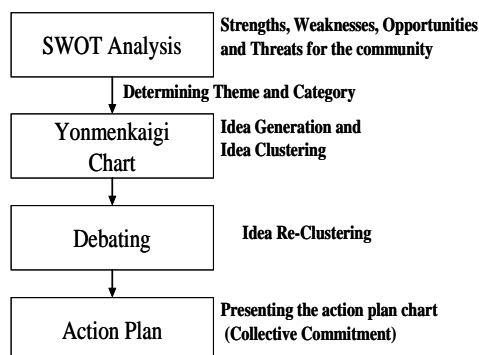 SWOT Analysis
Strengths, Weaknesses, Opportunities
and Threats for the community
Determining Theme and Category
Yonmenkaigi
Chart
Idea Generation and
Idea Clustering
Debating
Idea Re-Clustering
Action Plan
Presenting the action plan chart
(Collective Commitment)